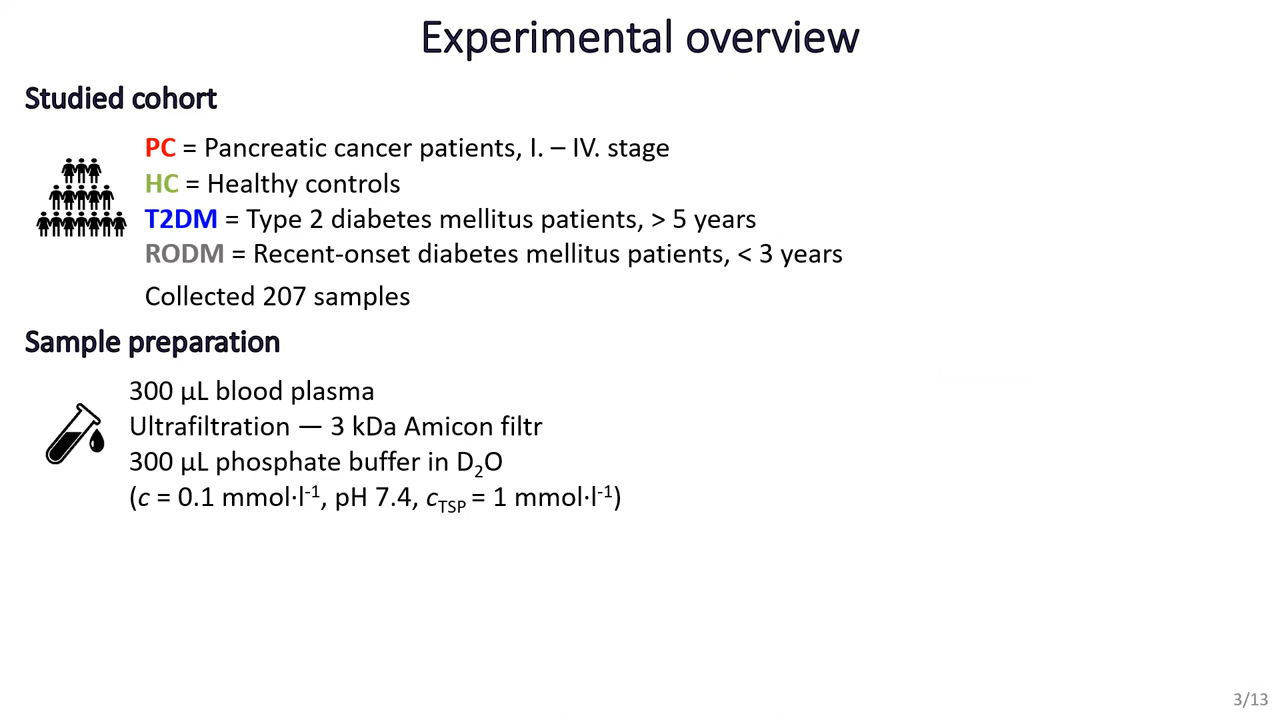 Experimental overview
Studied cohort
PC = Pancreatic cancer patients, I. – IV. stage
HC = Healthy controls
T2DM = Type 2 diabetes mellitus patients, > 5 years
RODM = Recent-onset diabetes mellitus patients, < 3 years
Collected 207 samples
Sample preparation
300 µL blood plasma
Ultrafiltration — 3 kDa Amicon filtr
300 µL phosphate buffer in D₂O
(c = 0.1 mmol·l⁻¹, pH 7.4, cTSP = 1 mmol·l⁻¹)
3/13